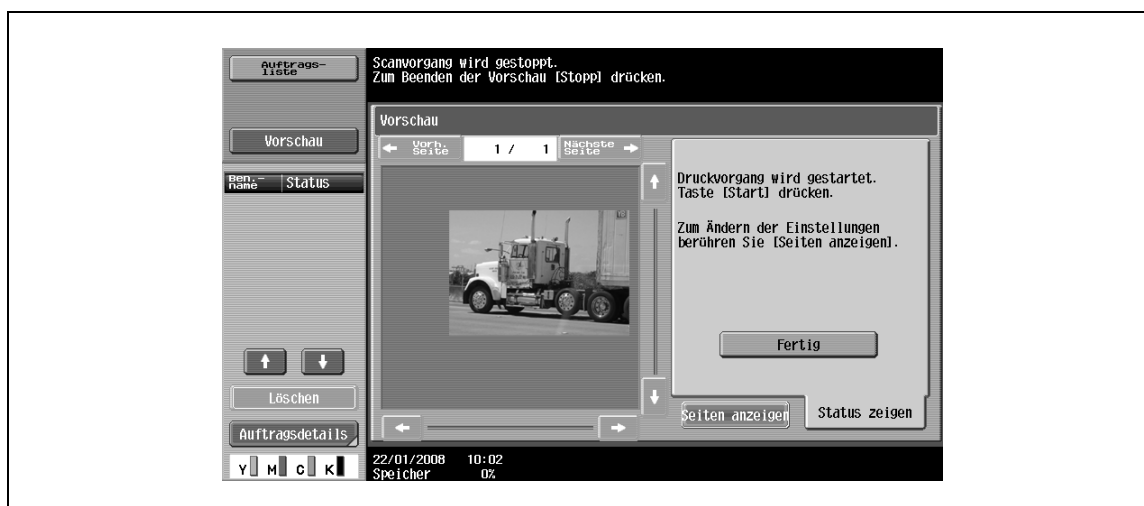 Auftrags-
liste
Scanvorgang wird gestoppt.
Zum Beenden der Vorschau [Stopp] drücken.
Vorschau
Vorschau
Vorh.
Seite
1 / 1
Nächste
Seite
Ben.-
name
Status
Druckvorgang wird gestartet.
Taste [Start] drücken.
Zum Ändern der Einstellungen
berühren Sie [Seiten anzeigen].
Fertig
Löschen
Seiten anzeigen
Status zeigen
Auftragsdetails
Y M C K
22/01/2008 10:02
Speicher 0%